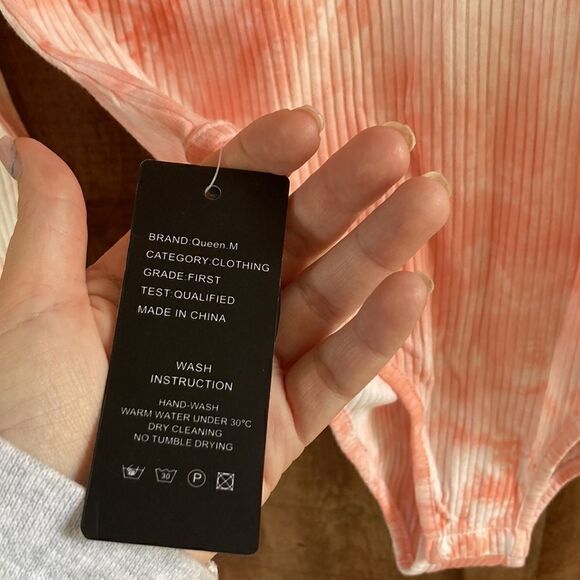 BRAND:Queen.M
CATEGORY:CLOTHING
GRADE:FIRST
TEST:QUALIFIED
MADE IN CHINA
WASH
INSTRUCTION
HAND-WASH
WARM WATER UNDER 30°C
DRY CLEANING
NO TUMBLE DRYING
30 P